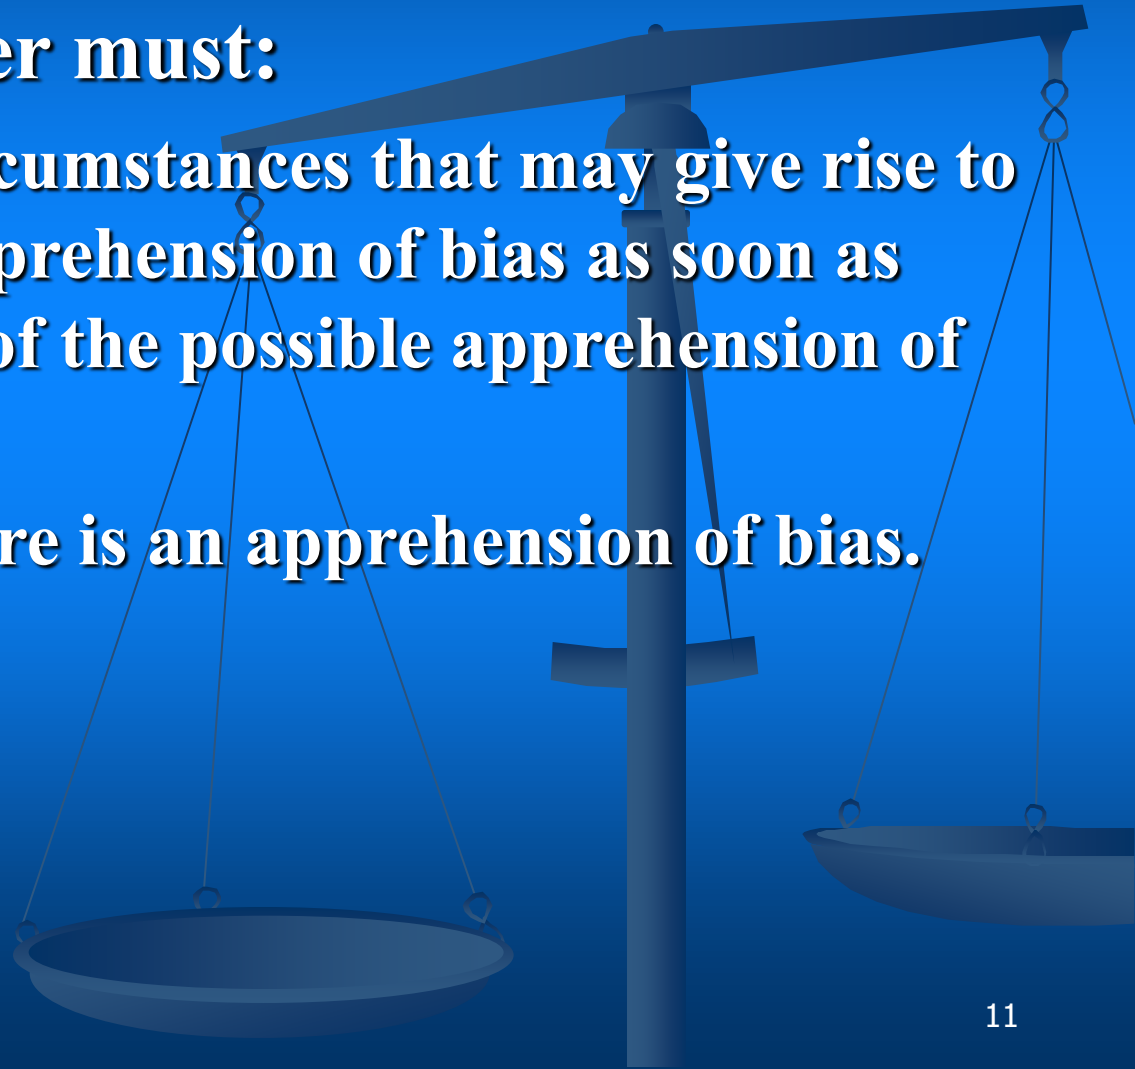 er must:
cumstances that may give rise to
prehension of bias as soon as
of the possible apprehension of
re is an apprehension of bias.
11